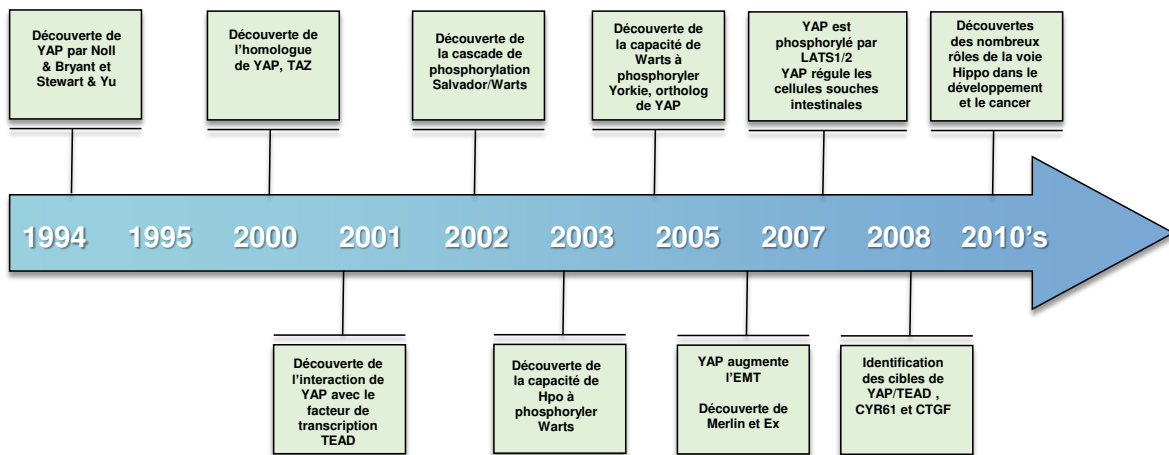 Découverte de
YAP par Noll
& Bryant et
Stewart & Yu
Découverte de
l’homologue
de YAP, TAZ
Découverte de
la cascade de
phosphorylation
Salvador/Warts
Découverte de
la capacité de
Warts à
phosphoryler
Yorkie, ortholog
de YAP
YAP est
phosphorylé par
LATS1/2
YAP régule les
cellules souches
intestinales
Découvertes
des nombreux
rôles de la voie
Hippo dans le
développement
et le cancer
1994 1995 2000 2001 2002 2003 2005 2007 2008 2010’s
Découverte de
l’interaction de
YAP avec le
facteur de
transcription
TEAD
Découverte de
la capacité de
Hpo à
phosphoryler
Warts
YAP augmente
l’EMT
Découverte de
Merlin et Ex
Identification
des cibles de
YAP/TEAD ,
CYR61 et CTGF